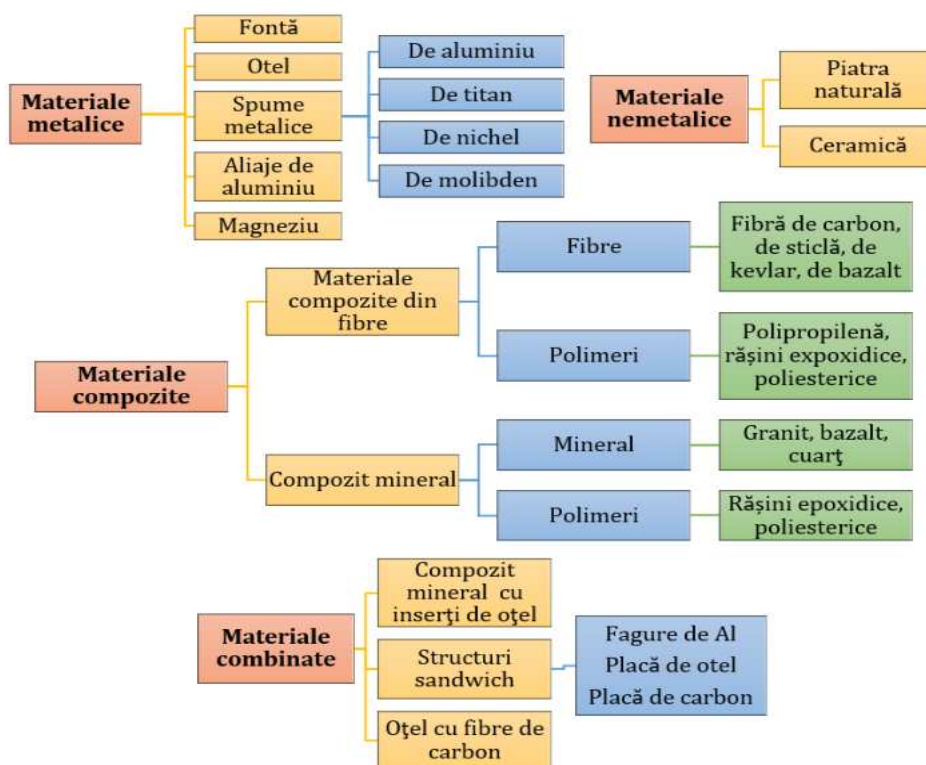 Materiale
metalice
Fontă
Otel
Spume
metalice
Aliaje de
aluminiu
Magneziu
De aluminiu
De titan
De nichel
De molibden
Materiale
nemetalice
Piatra
naturală
Ceramică
Materiale
compozite
Materiale
compozite din
fibre
Fibre
Fibră de carbon,
de sticlă, de
kevlar, de bazalt
Polimeri
Polipropilenă,
rășini expoxidice,
poliesterice
Compozit mineral
Mineral
Granit, bazalt,
cuarţ
Polimeri
Rășini epoxidice,
poliesterice
Materiale
combinate
Compozit
mineral cu
inserţi de oţel
Structuri
sandwich
Fagure de Al
Placă de otel
Placă de carbon
Oţel cu fibre de
carbon